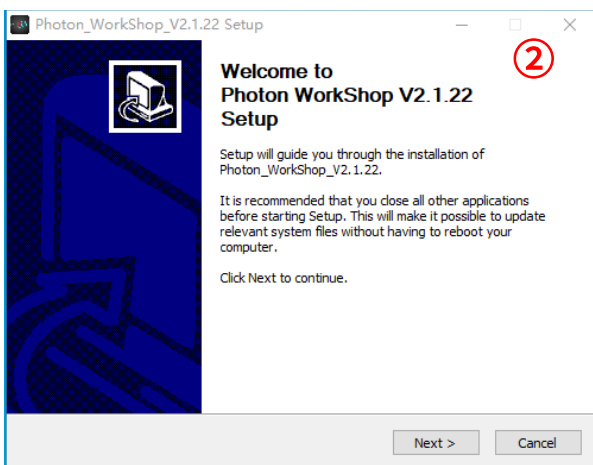 Photon_WorkShop_V2.1.22 Setup
②
Welcome to
Photon WorkShop V2.1.22
Setup
Setup will guide you through the installation of
Photon_WorkShop_V2.1.22.
It is recommended that you close all other applications
before starting Setup. This will make it possible to update
relevant system files without having to reboot your
computer.
Click Next to continue.
Next >
Cancel